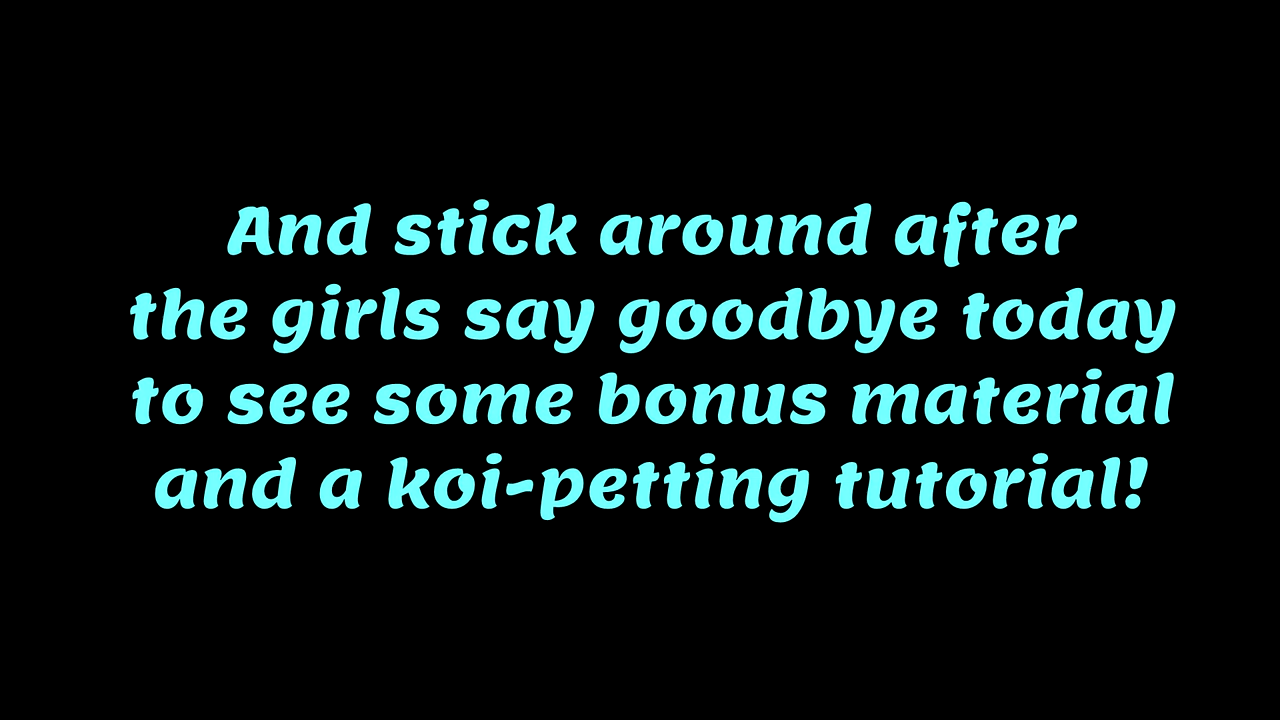 And stick around after
the girls say goodbye today
to see some bonus material
and a koi-petting tutorial!